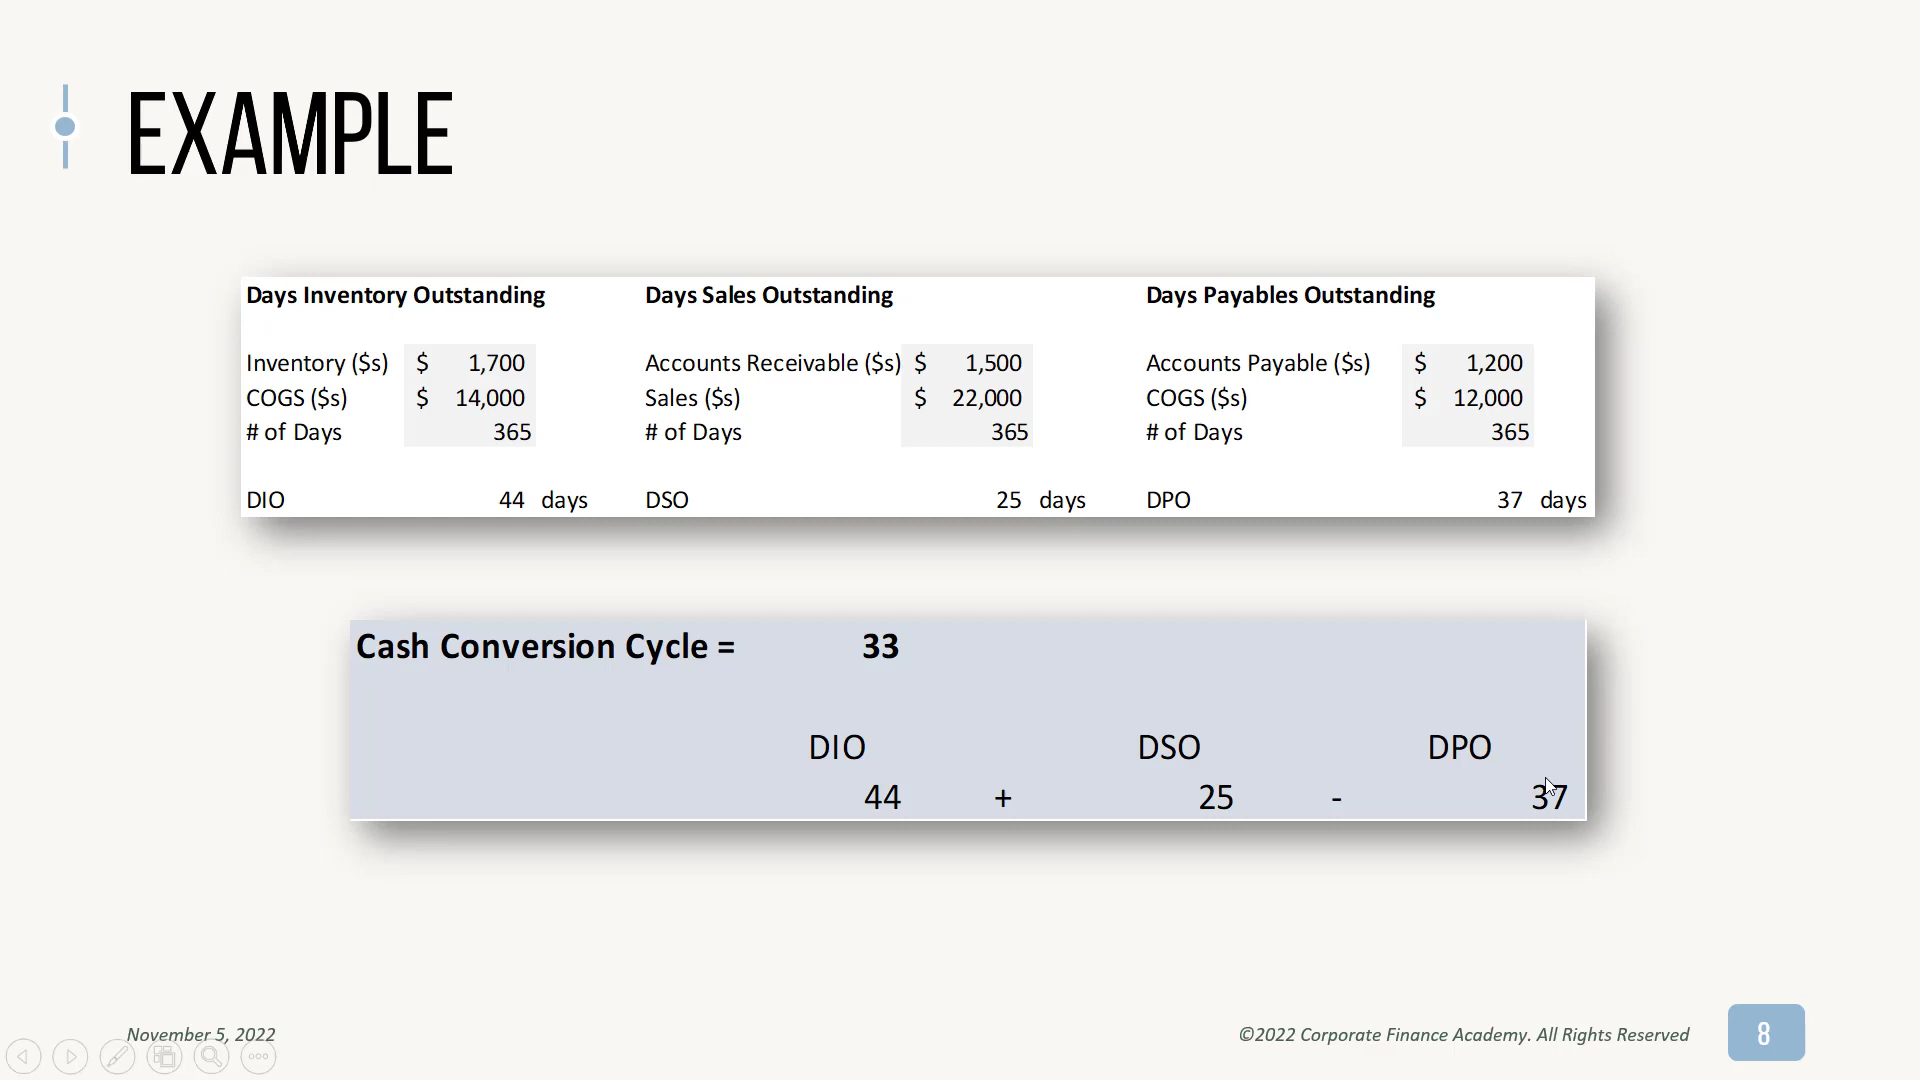 EXAMPLE
Days Inventory Outstanding Days Sales Outstanding Days Payables Outstanding
Inventory ($s) $ 1,700 Accounts Receivable ($s) $ 1,500 Accounts Payable ($s) $ 1,200
COGS ($s) $ 14,000 Sales ($s) $ 22,000 COGS ($s) $ 12,000
# of Days 365 # of Days 365 # of Days 365
DIO 44 days DSO 25 days DPO 37 days
Cash Conversion Cycle = 33
DIO DSO DPO
44 + 25 - 37
November 5, 2022 ©2022 Corporate Finance Academy. All Rights Reserved 8